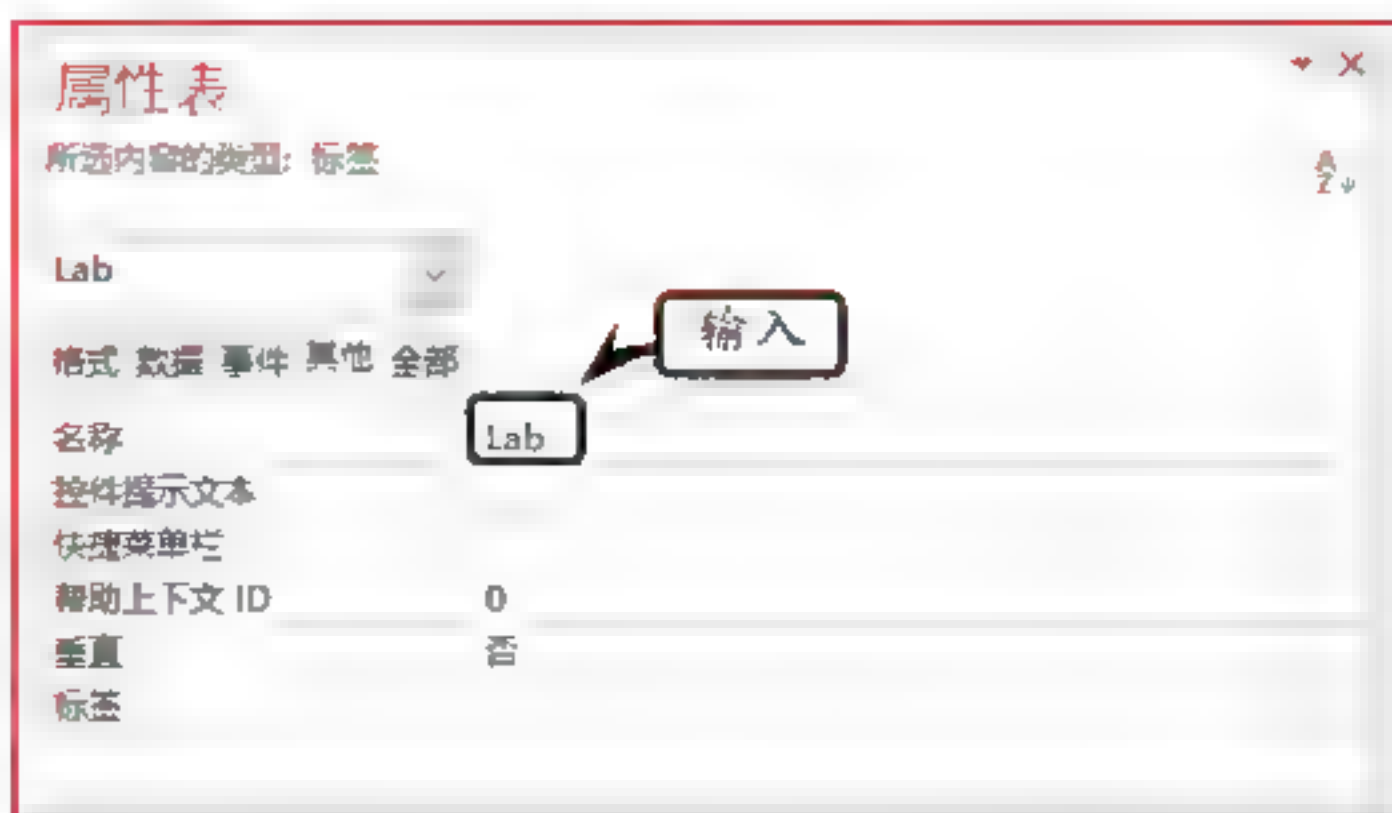 属性表
所选内容的类型: 标签
Lab
输入
格式 数据 事件 其他 全部
名称 Lab
控件提示文本
快捷菜单栏
帮助上下文 ID 0
垂直 否
标签